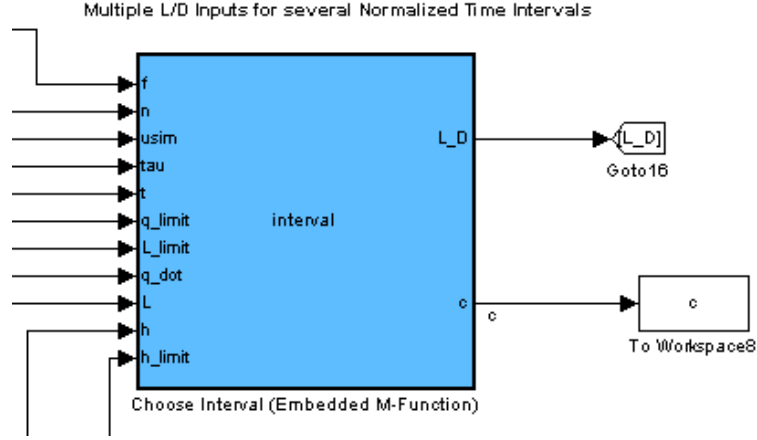 Multiple L/D Inputs for several Normalized Time Intervals
f
n
usim
tau
t
q_limit
L_limit
q_dot
L
h
h_limit
interval
L_D
c
[L_D]
Goto16
c
c
To Workspace8
Choose Interval (Embedded M-Function)